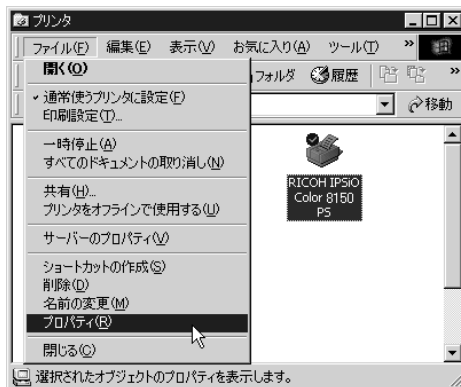 プリンタ
ファイル(F) 編集(E) 表示(V) お気に入り(A) ツール(T) »
開く(O)
フォルダ 履歴 »
通常使うプリンタに設定(F)
印刷設定(T)...
移動
一時停止(A)
すべてのドキュメントの取り消し(N)
共有(H)...
プリンタをオフラインで使用する(U)
サーバーのプロパティ(V)
ショートカットの作成(S)
削除(D)
名前の変更(M)
プロパティ(R)
閉じる(C)
RICOH IPSiO
Color 8150
PS
選択されたオブジェクトのプロパティを表示します。